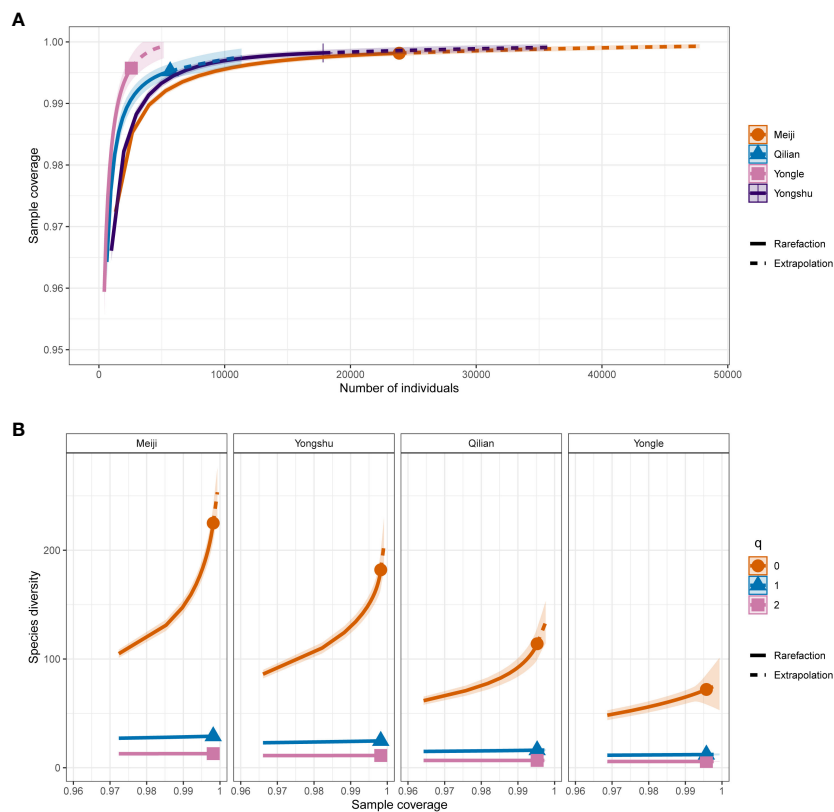 A
1.00
0.99
0.98
0.97
0.96
0.95
Sample coverage
0
10000
20000
30000
40000
50000
Number of individuals
Meiji
Qilian
Yongle
Yongshu
Rarefaction
Extrapolation
B
Meiji
Yongshu
Qilian
Yongle
200
100
0
Species diversity
0.96 0.97 0.98 0.99 1
0.96 0.97 0.98 0.99 1
0.96 0.97 0.98 0.99 1
0.96 0.97 0.98 0.99 1
Sample coverage
q
0
1
2
Rarefaction
Extrapolation